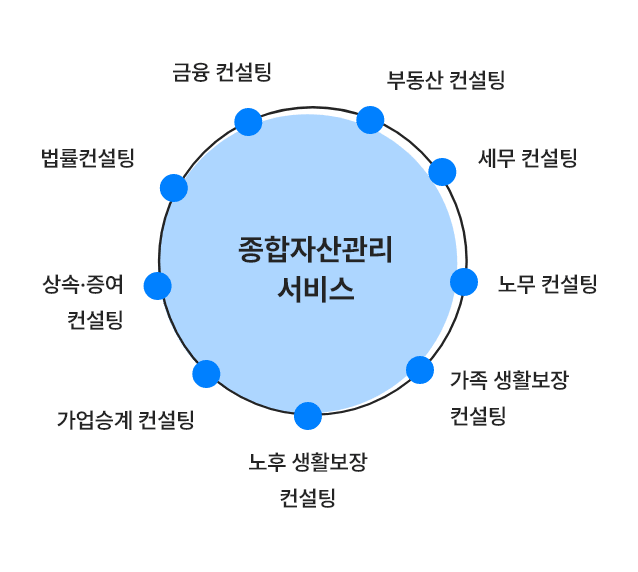 금융 컨설팅
부동산 컨설팅
법률컨설팅
세무 컨설팅
종합자산관리
서비스
상속·증여
컨설팅
노무 컨설팅
가족 생활보장
컨설팅
가업승계 컨설팅
노후 생활보장
컨설팅